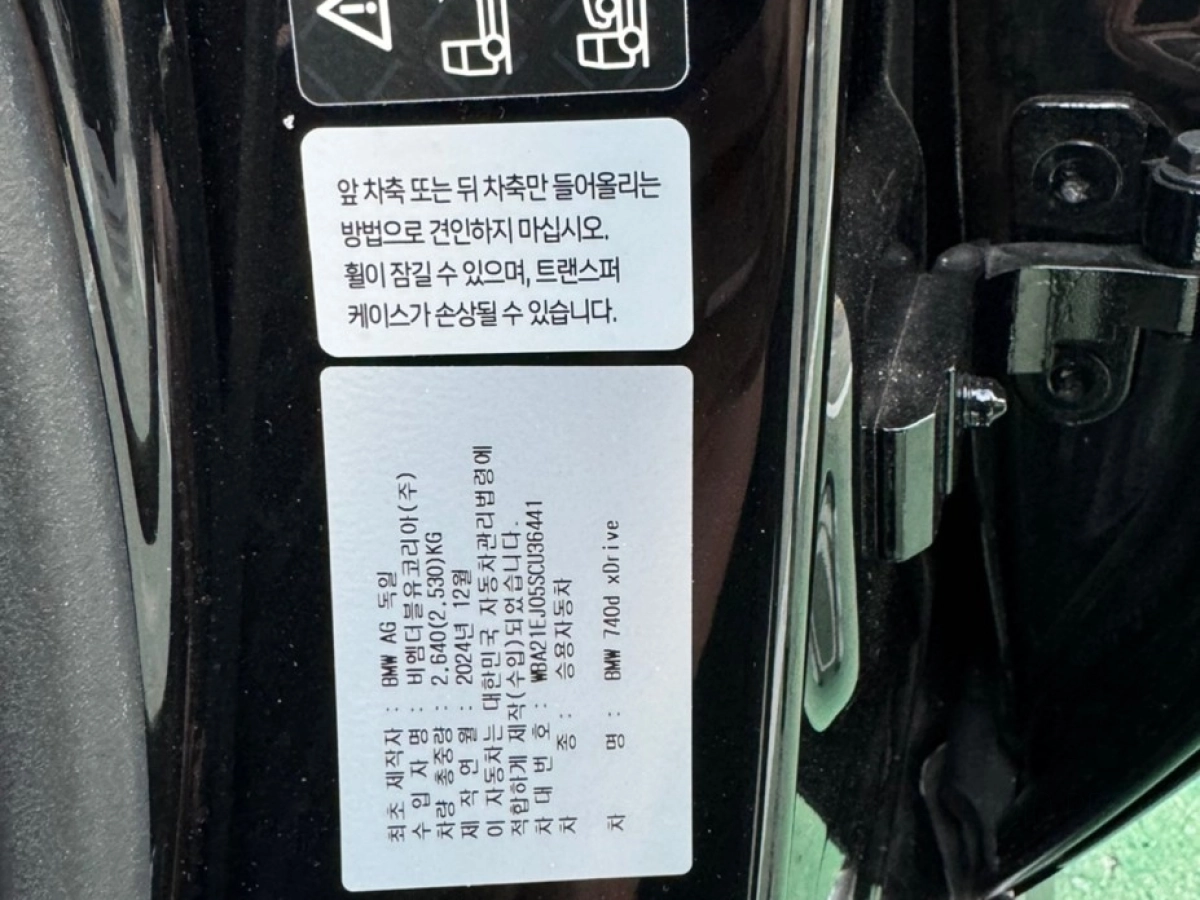 앞 차축 또는 뒤 차축만 들어올리는
방법으로 견인하지 마십시오.
휠이 잠길 수 있으며, 트랜스퍼
케이스가 손상될 수 있습니다.
최초 제작자 : BMW AG 독일
수 입 자 명 : 비엠더블유코리아(주)
차량 총중량 : 2.640(2.530)KG
제 작 연 월 : 2024년 12월
이 자동차는 대한민국 자동차관리법령에
적합하게 제작(수입)되었습니다.
차 대 번 호 : WBA21EJ05SCU36441
차 종 : 승용자동차
차 명 : BMW 740d xDrive